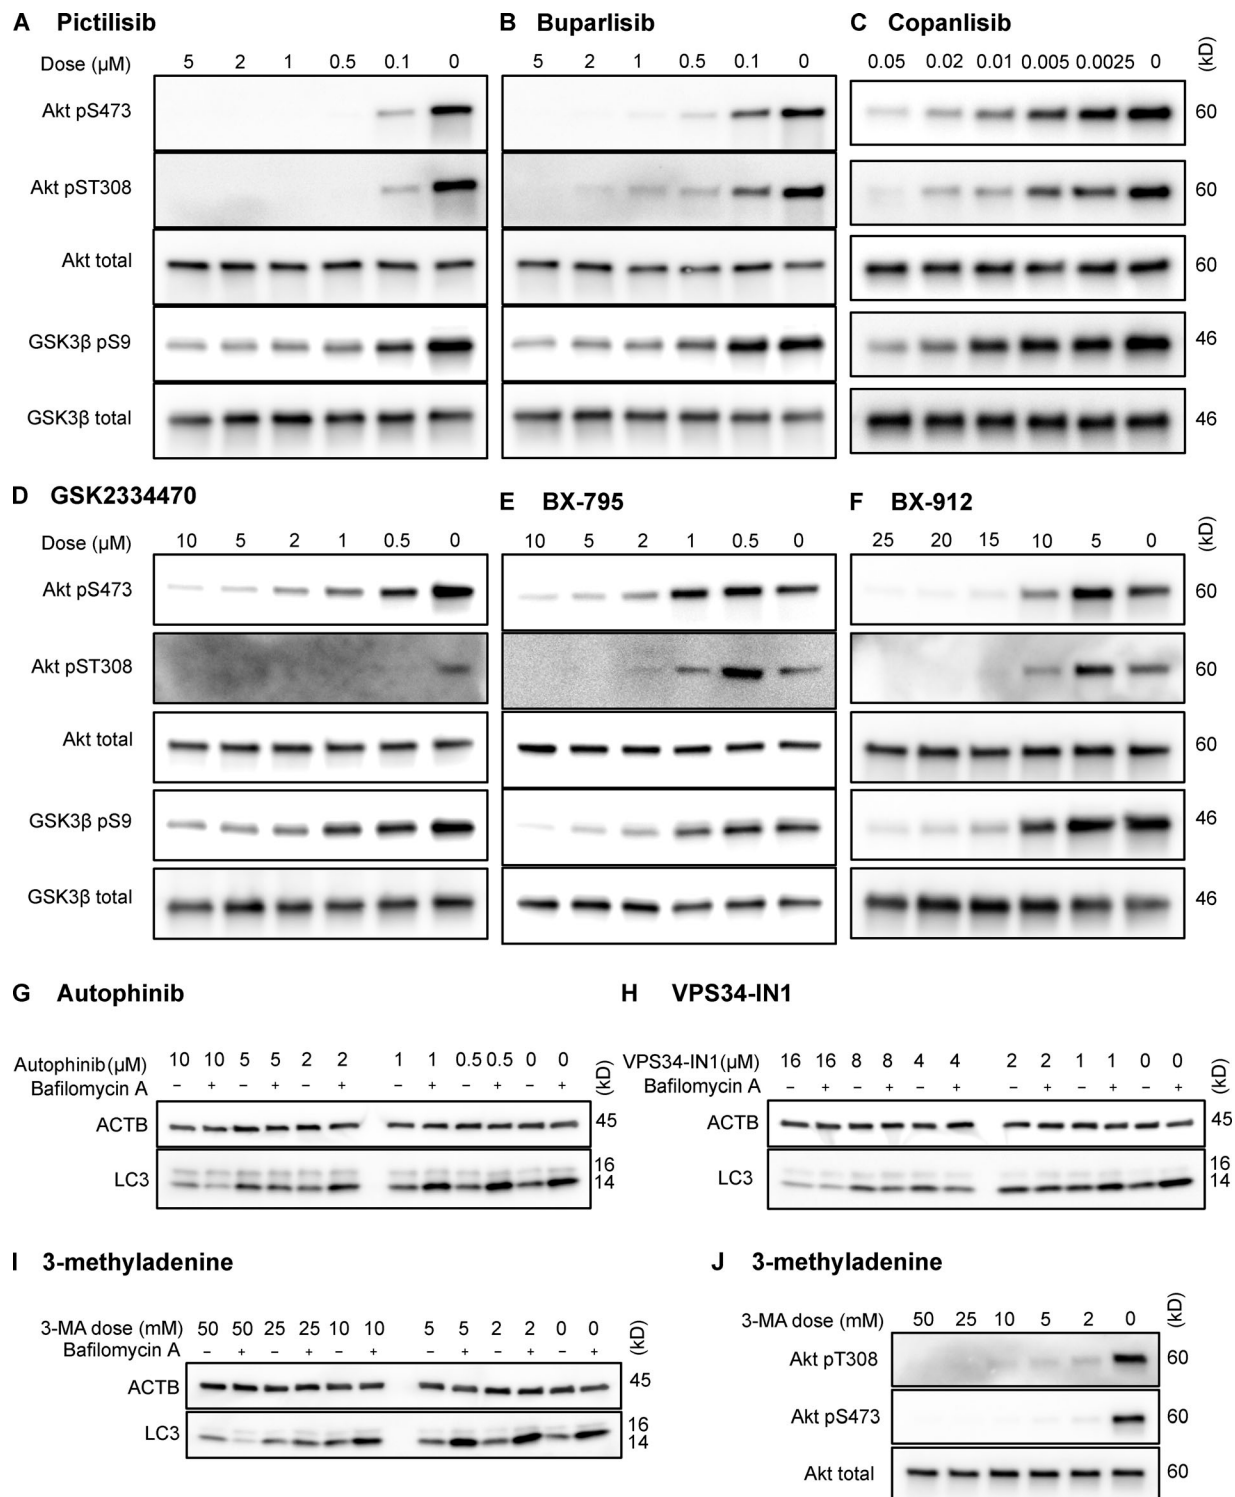 A Pictilisib
B Buparlisib
C Copanlisib
Dose (µM) 5 2 1 0.5 0.1 0
5 2 1 0.5 0.1 0
0.05 0.02 0.01 0.005 0.0025 0 (kD)
Akt pS473 60
Akt pST308 60
Akt total 60
GSK3β pS9 46
GSK3β total 46
D GSK2334470
E BX-795
F BX-912
Dose (µM) 10 5 2 1 0.5 0
10 5 2 1 0.5 0
25 20 15 10 5 0 (kD)
Akt pS473 60
Akt pST308 60
Akt total 60
GSK3β pS9 46
GSK3β total 46
G Autophinib
Autophinib(µM) 10 10 5 5 2 2 1 1 0.5 0.5 0 0 (kD)
Bafilomycin A − + − + − + − + − + − +
ACTB 45
LC3 16
14
H VPS34-IN1
VPS34-IN1(µM) 16 16 8 8 4 4 2 2 1 1 0 0 (kD)
Bafilomycin A − + − + − + − + − + − +
ACTB 45
LC3 16
14
I 3-methyladenine
3-MA dose (mM) 50 50 25 25 10 10 5 5 2 2 0 0 (kD)
Bafilomycin A − + − + − + − + − + − +
ACTB 45
LC3 16
14
J 3-methyladenine
3-MA dose (mM) 50 25 10 5 2 0 (kD)
Akt pT308 60
Akt pS473 60
Akt total 60